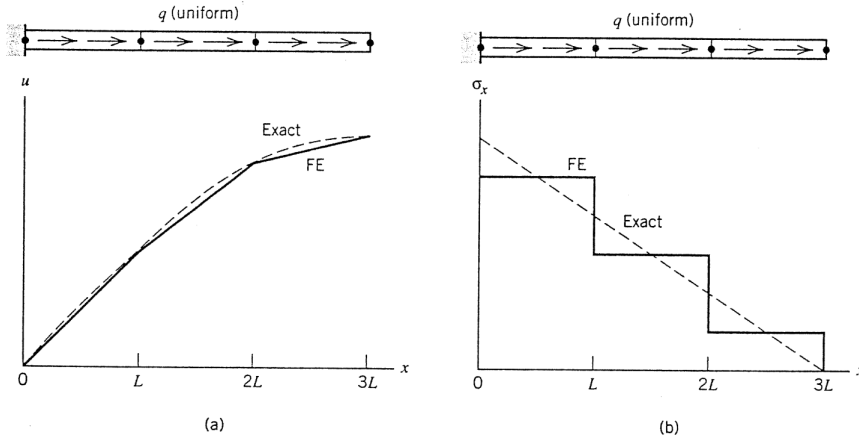 q (uniform)
u
Exact
FE
0
L
2L
3L
x
(a)
q (uniform)
σx
FE
Exact
0
L
2L
3L
x
(b)